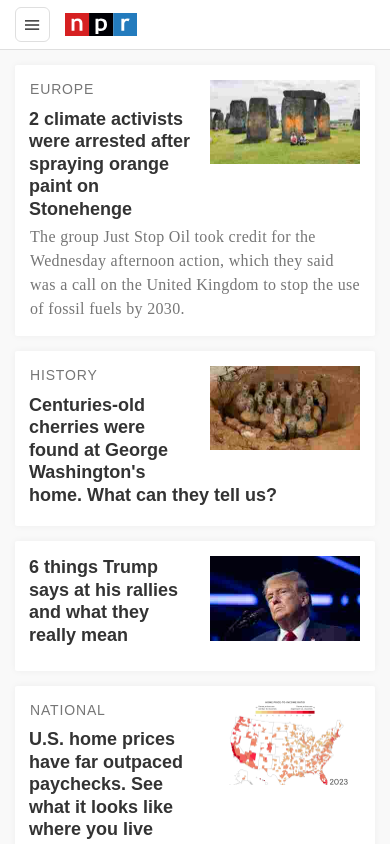 npr
EUROPE
2 climate activists
were arrested after
spraying orange
paint on
Stonehenge
The group Just Stop Oil took credit for the
Wednesday afternoon action, which they said
was a call on the United Kingdom to stop the use
of fossil fuels by 2030.
HISTORY
Centuries-old
cherries were
found at George
Washington's
home. What can they tell us?
6 things Trump
says at his rallies
and what they
really mean
NATIONAL
U.S. home prices
have far outpaced
paychecks. See
what it looks like
where you live
2023